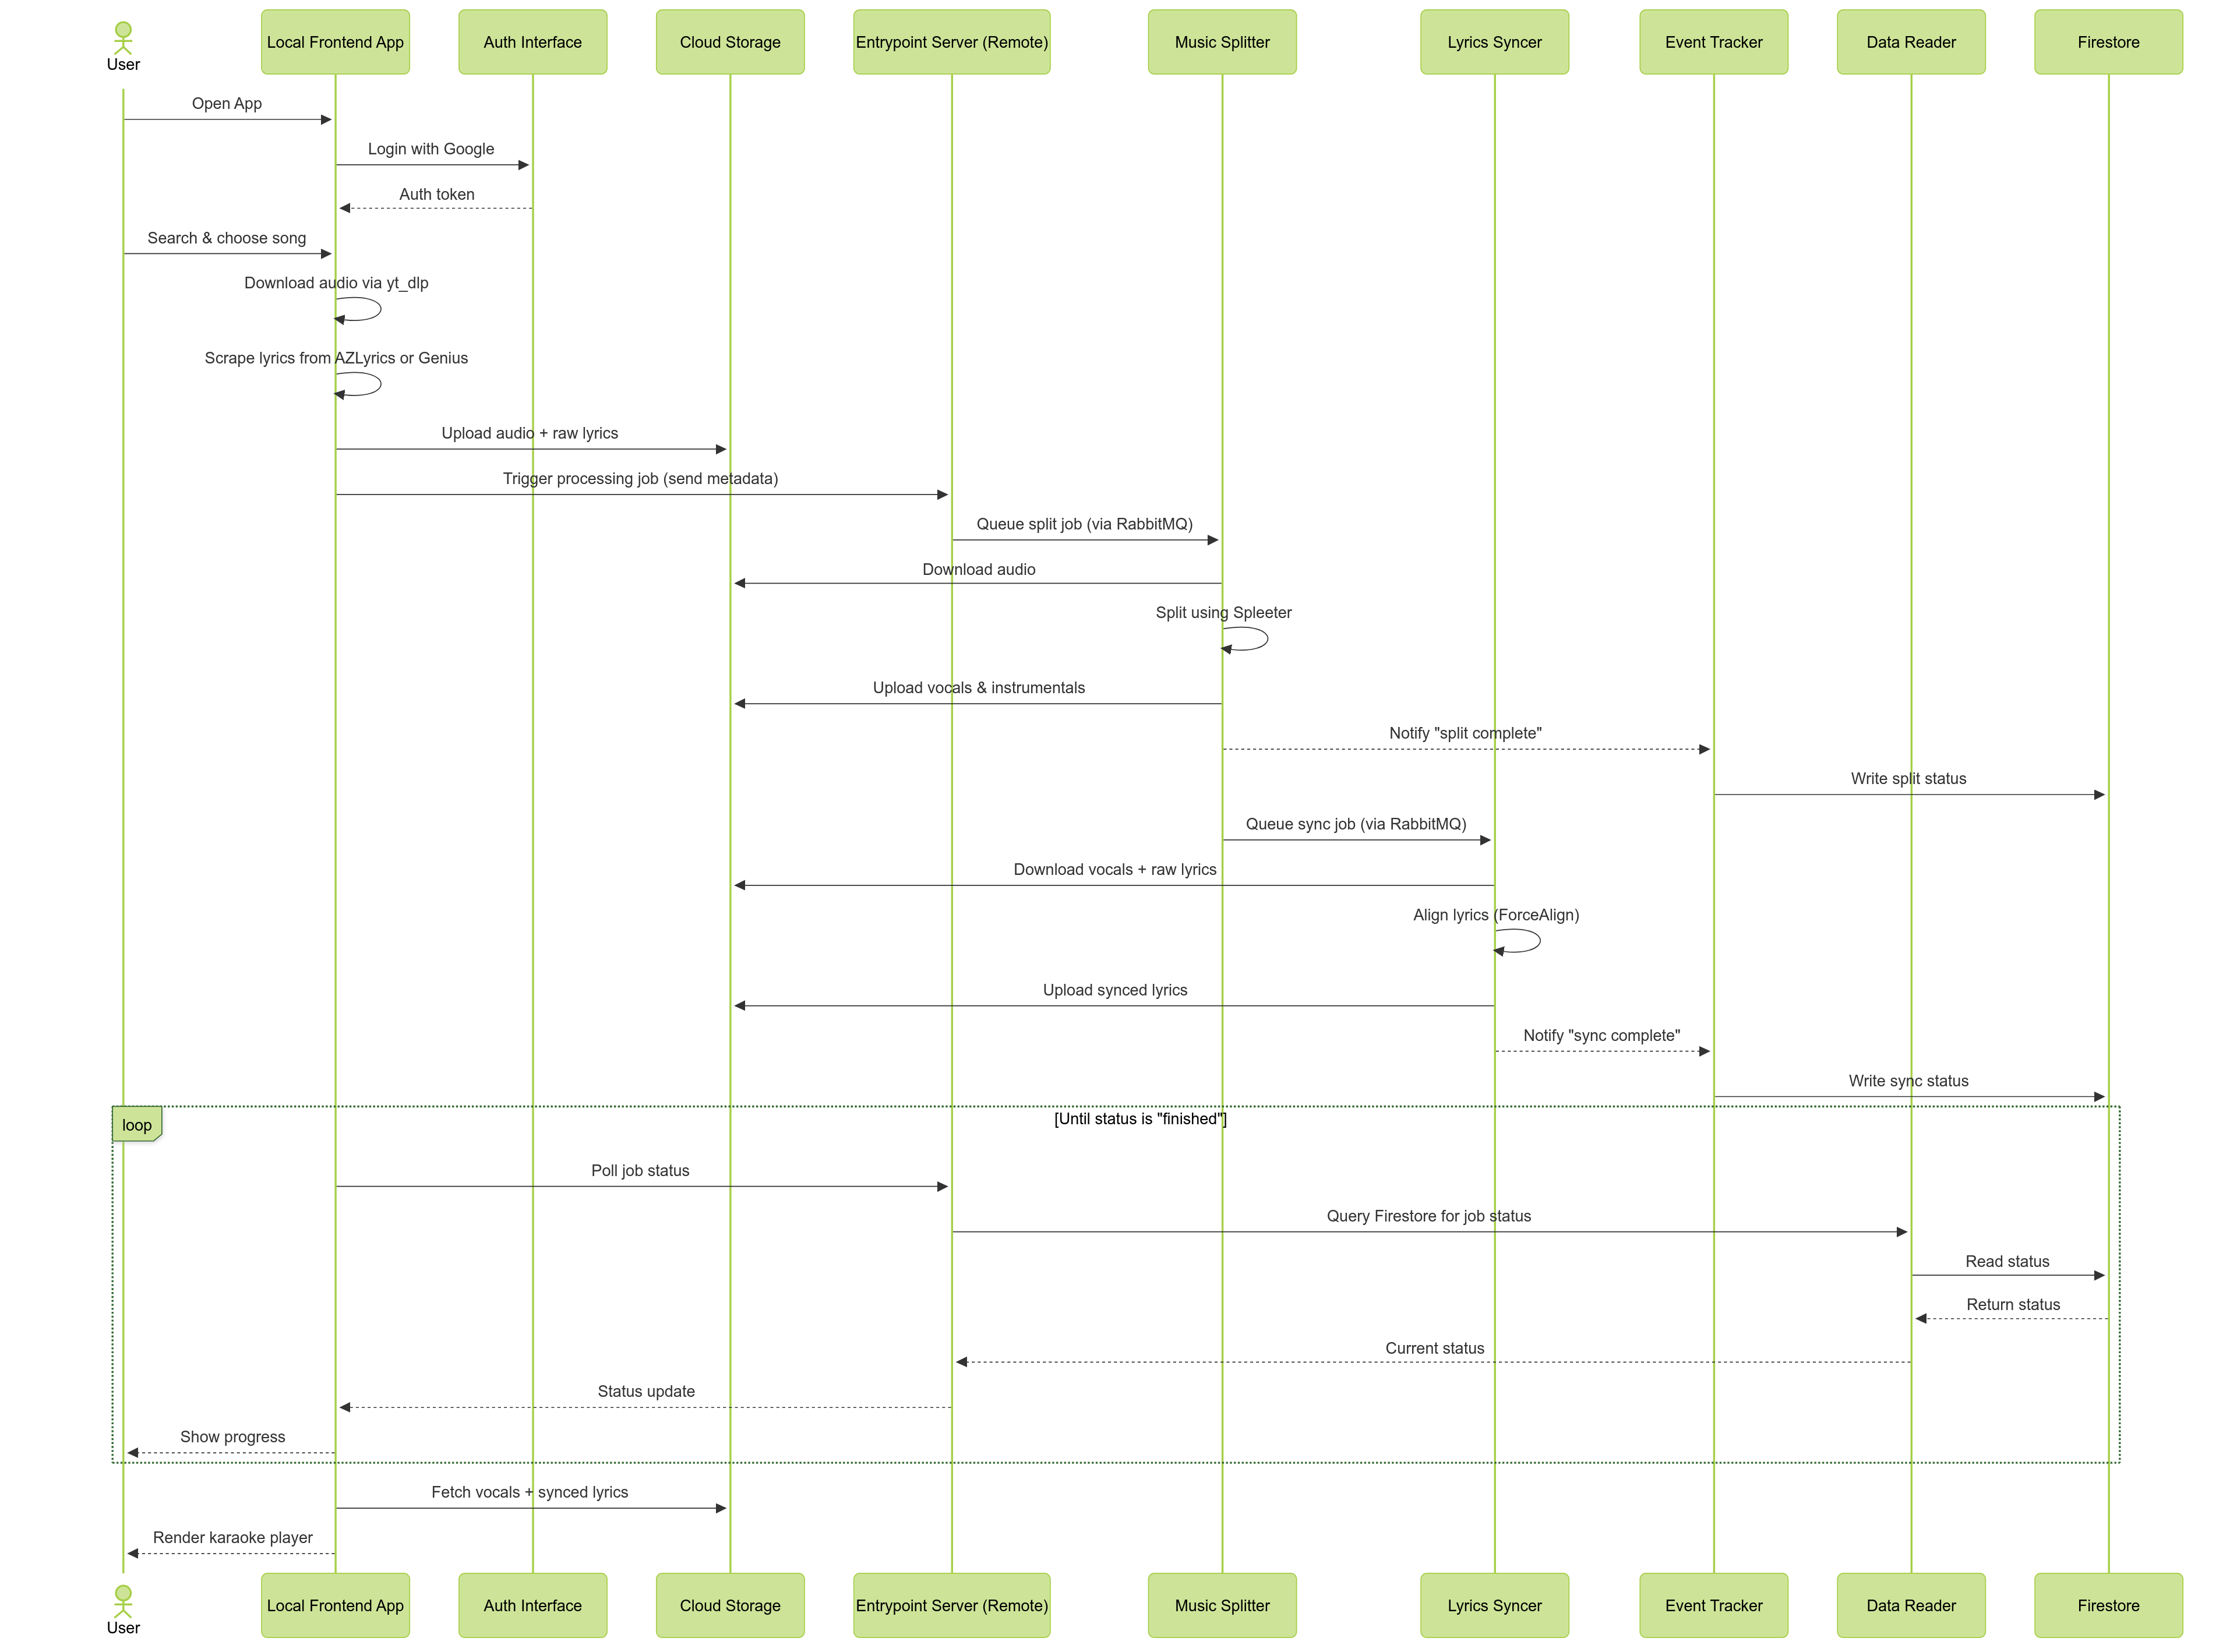 User
Local Frontend App
Auth Interface
Cloud Storage
Entrypoint Server (Remote)
Music Splitter
Lyrics Syncer
Event Tracker
Data Reader
Firestore
Open App
Login with Google
Auth token
Search & choose song
Download audio via yt_dlp
Scrape lyrics from AZLyrics or Genius
Upload audio + raw lyrics
Trigger processing job (send metadata)
Queue split job (via RabbitMQ)
Download audio
Split using Spleeter
Upload vocals & instrumentals
Notify "split complete"
Write split status
Queue sync job (via RabbitMQ)
Download vocals + raw lyrics
Align lyrics (ForceAlign)
Upload synced lyrics
Notify "sync complete"
Write sync status
loop
[Until status is "finished"]
Poll job status
Query Firestore for job status
Read status
Return status
Current status
Status update
Show progress
Fetch vocals + synced lyrics
Render karaoke player
User
Local Frontend App
Auth Interface
Cloud Storage
Entrypoint Server (Remote)
Music Splitter
Lyrics Syncer
Event Tracker
Data Reader
Firestore